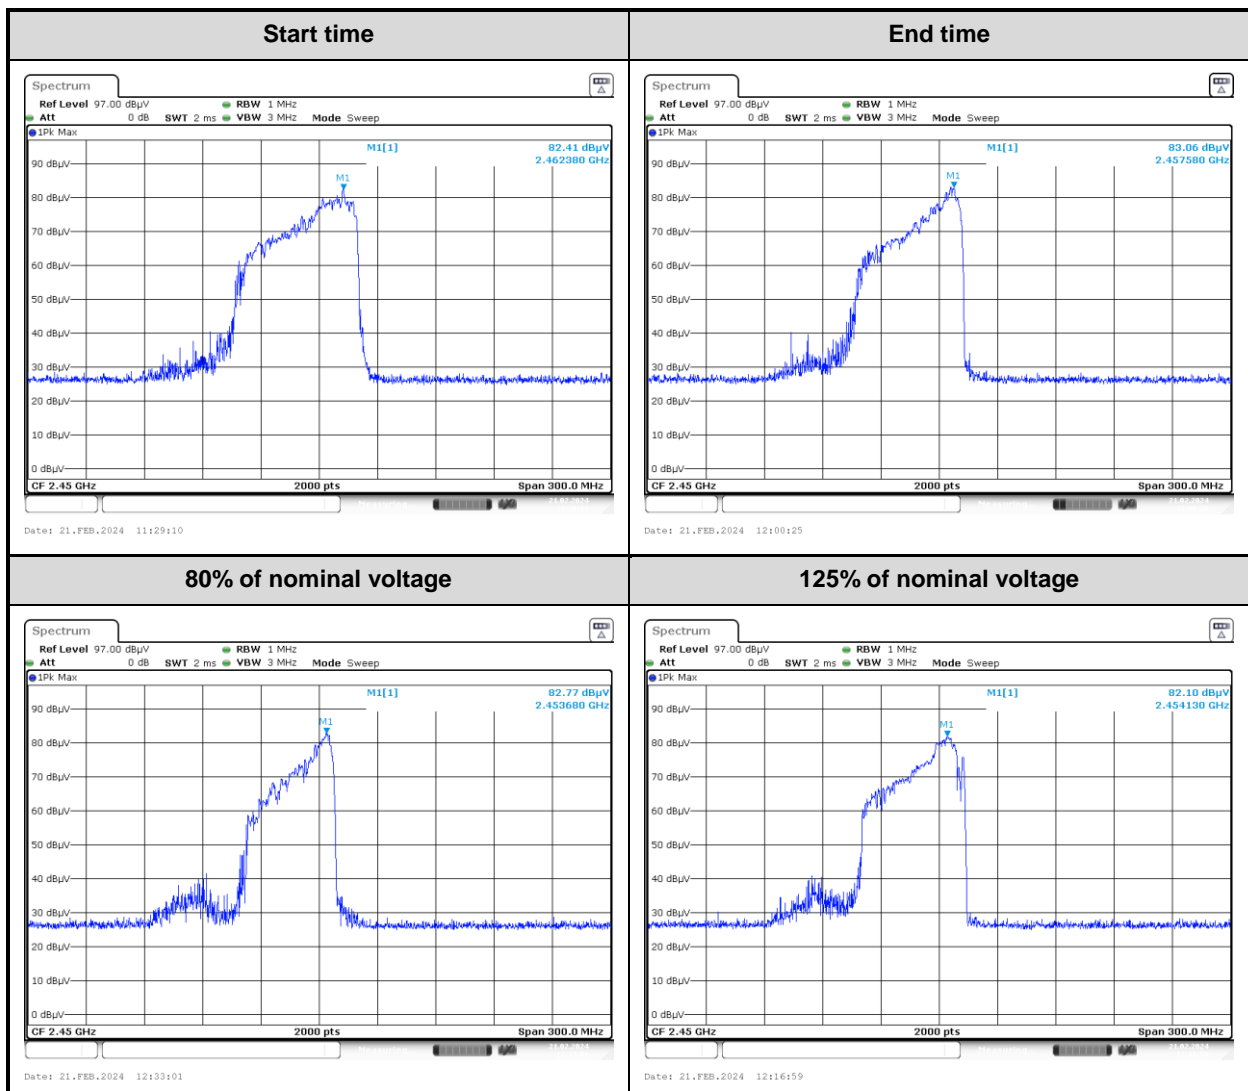 Start time
End time
Spectrum
Ref Level 97.00 dBµV RBW 1 MHz
Att 0 dB SWT 2 ms VBW 3 MHz Mode Sweep
1Pk Max
M1[1] 82.41 dBµV
2.462380 GHz
M1
90 dBµV
80 dBµV
70 dBµV
60 dBµV
50 dBµV
40 dBµV
30 dBµV
20 dBµV
10 dBµV
0 dBµV
CF 2.45 GHz 2000 pts Span 300.0 MHz
Date: 21.FEB.2024 11:29:10
Spectrum
Ref Level 97.00 dBµV RBW 1 MHz
Att 0 dB SWT 2 ms VBW 3 MHz Mode Sweep
1Pk Max
M1[1] 83.06 dBµV
2.457580 GHz
M1
90 dBµV
80 dBµV
70 dBµV
60 dBµV
50 dBµV
40 dBµV
30 dBµV
20 dBµV
10 dBµV
0 dBµV
CF 2.45 GHz 2000 pts Span 300.0 MHz
Date: 21.FEB.2024 12:00:25
80% of nominal voltage
125% of nominal voltage
Spectrum
Ref Level 97.00 dBµV RBW 1 MHz
Att 0 dB SWT 2 ms VBW 3 MHz Mode Sweep
1Pk Max
M1[1] 82.77 dBµV
2.453680 GHz
M1
90 dBµV
80 dBµV
70 dBµV
60 dBµV
50 dBµV
40 dBµV
30 dBµV
20 dBµV
10 dBµV
0 dBµV
CF 2.45 GHz 2000 pts Span 300.0 MHz
Date: 21.FEB.2024 12:33:01
Spectrum
Ref Level 97.00 dBµV RBW 1 MHz
Att 0 dB SWT 2 ms VBW 3 MHz Mode Sweep
1Pk Max
M1[1] 82.10 dBµV
2.454130 GHz
M1
90 dBµV
80 dBµV
70 dBµV
60 dBµV
50 dBµV
40 dBµV
30 dBµV
20 dBµV
10 dBµV
0 dBµV
CF 2.45 GHz 2000 pts Span 300.0 MHz
Date: 21.FEB.2024 12:16:59